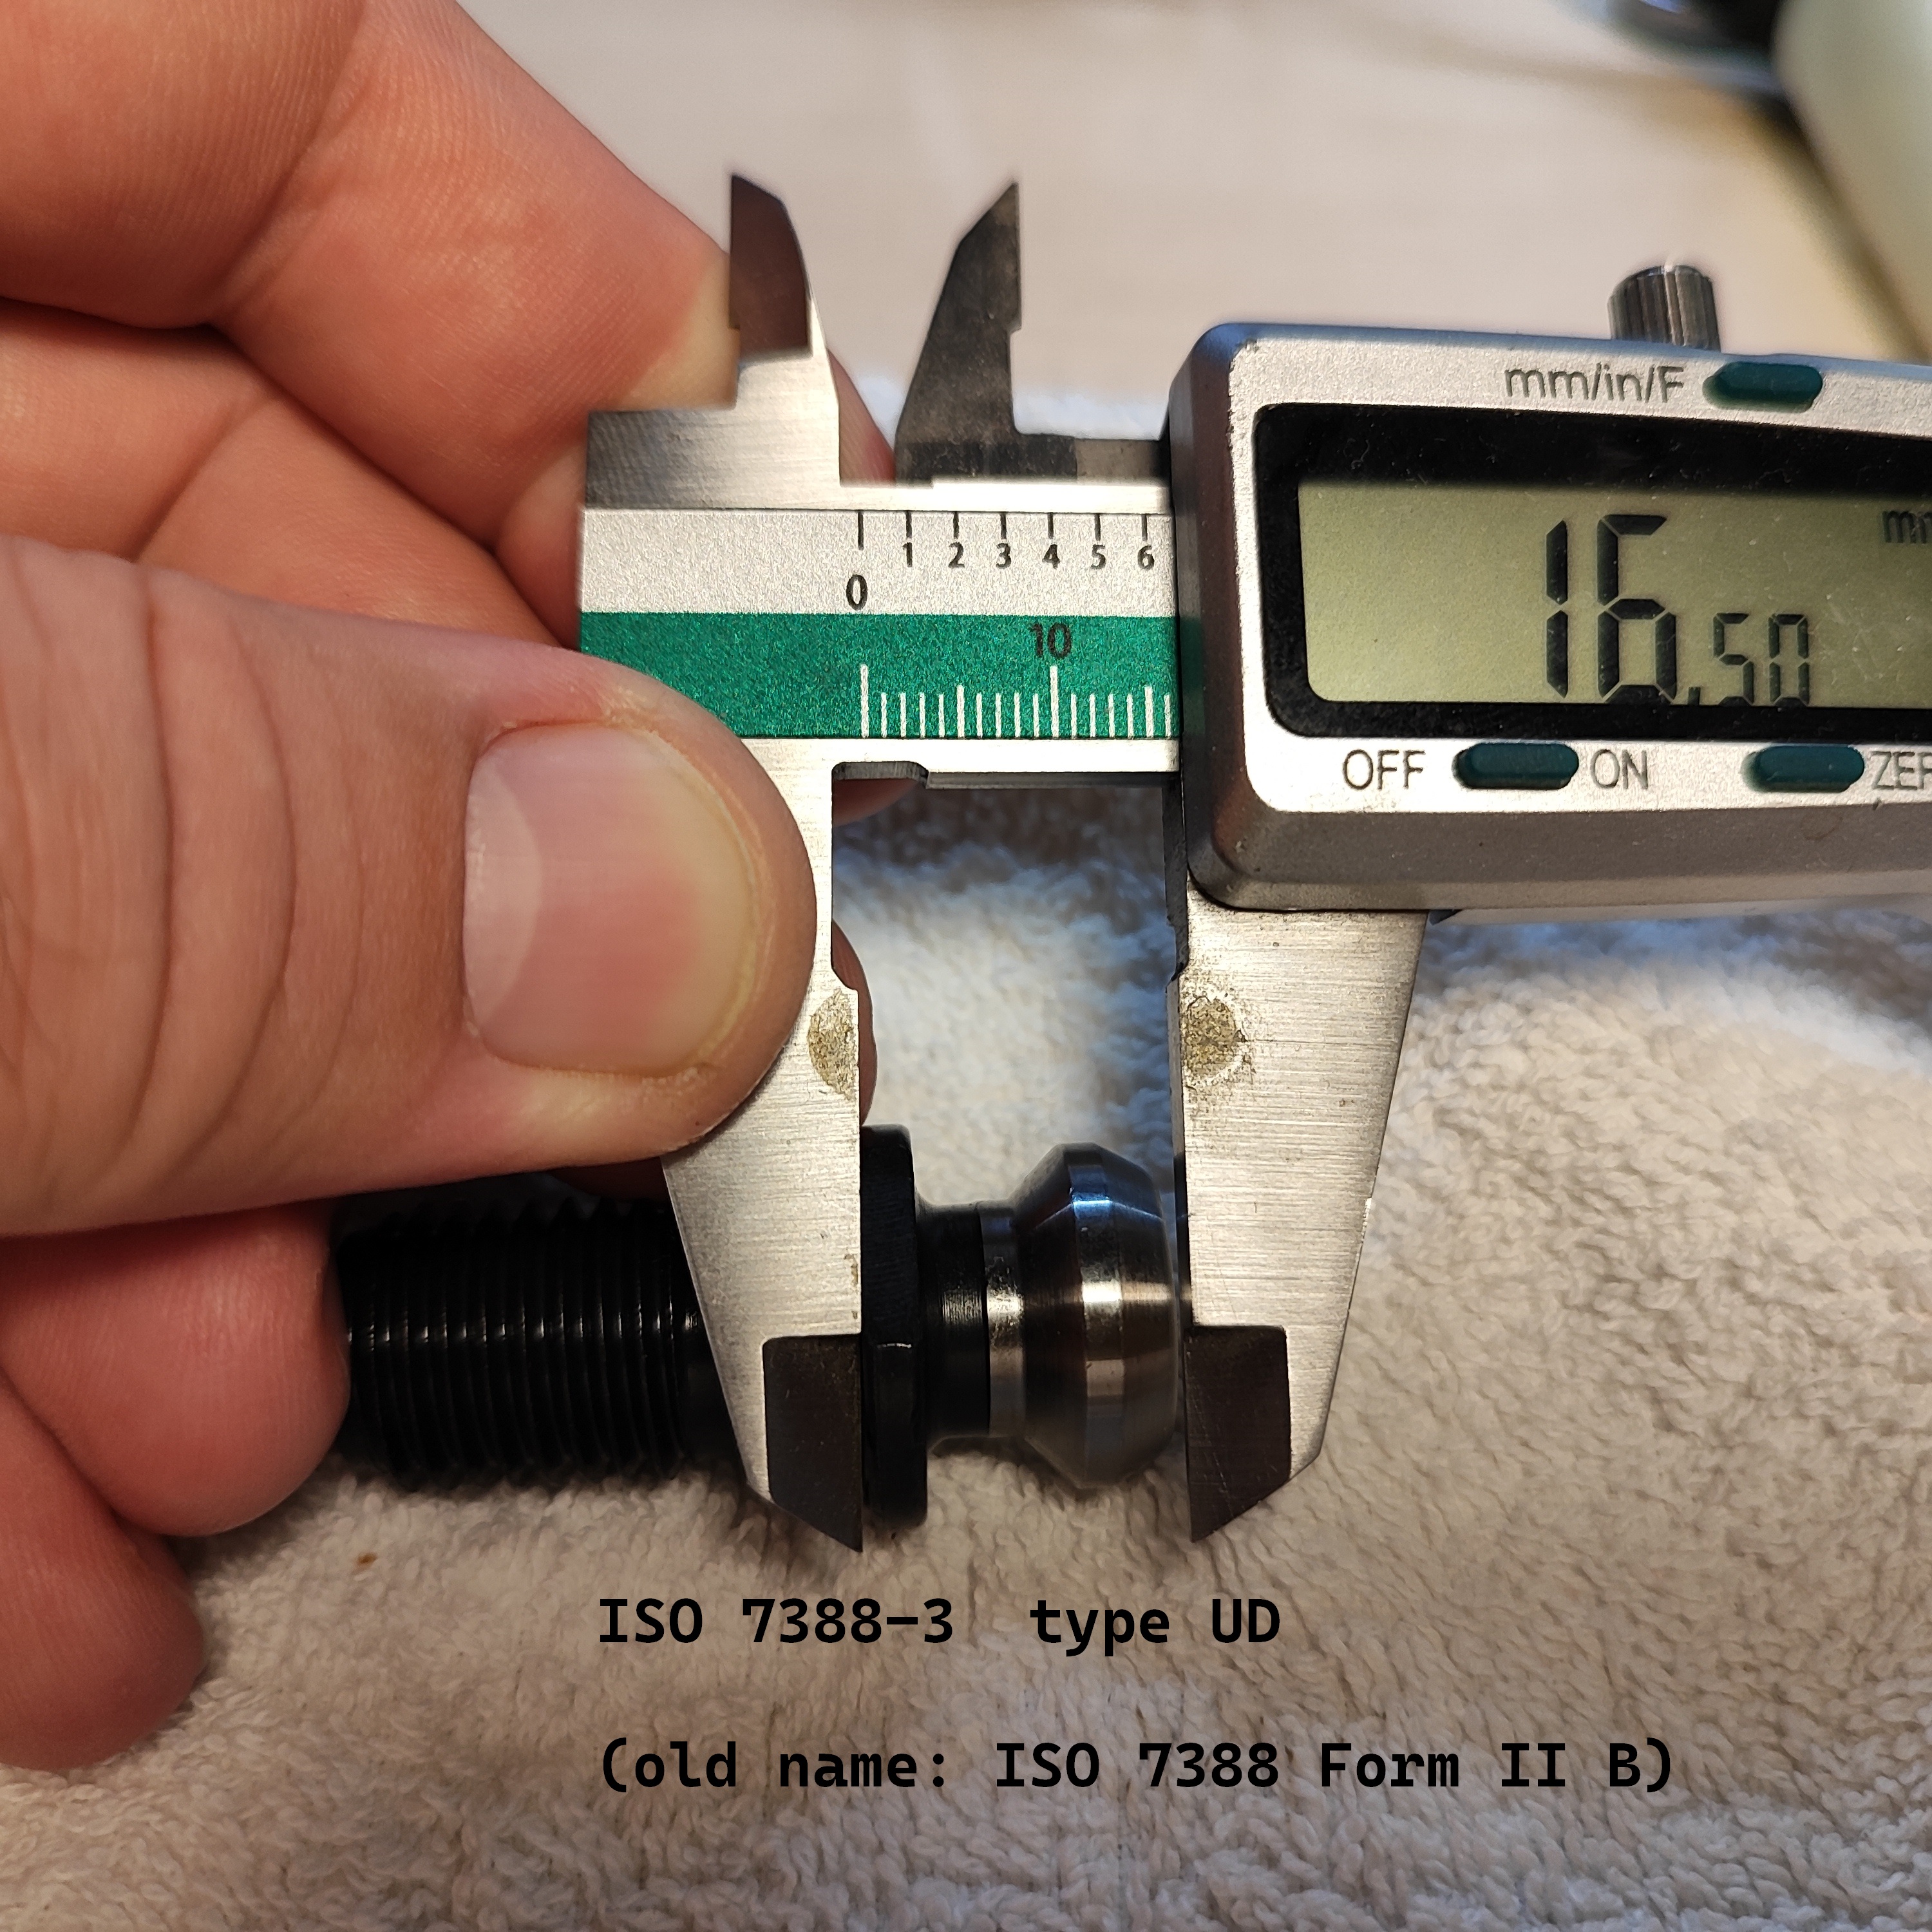 mm/in/F
1 2 3 4 5 6
0
10
16.50
OFF ON
ISO 7388-3 type UD
(old name: ISO 7388 Form II B)